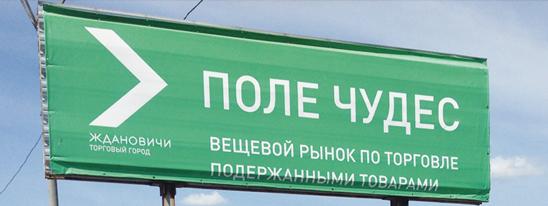 ПОЛЕ ЧУДЕС
ЖДАНОВИЧИ
ТОРГОВЫЙ ГОРОД
ВЕЩЕВОЙ РЫНОК ПО ТОРГОВЛЕ
ПОДЕРЖАННЫМИ ТОВАРАМИ